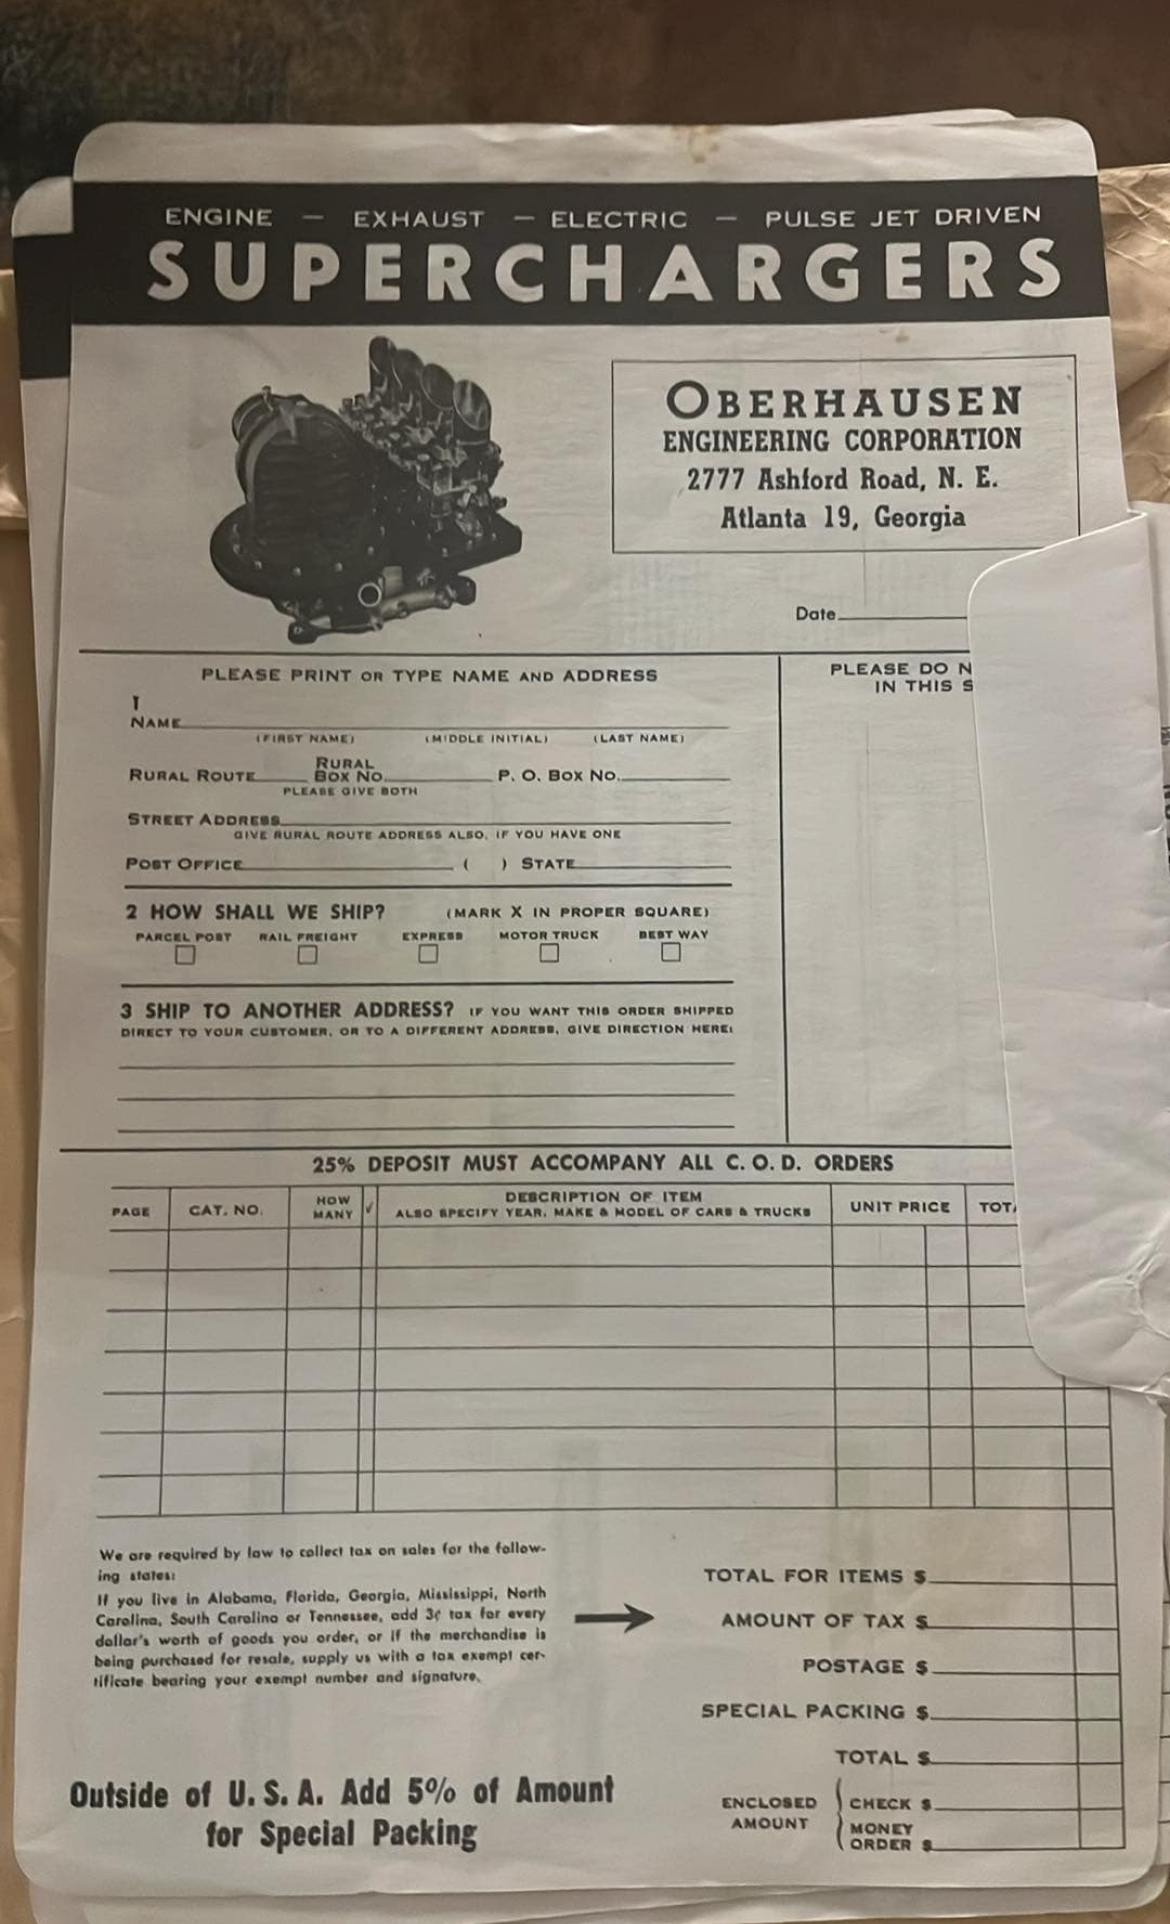 ENGINE — EXHAUST — ELECTRIC — PULSE JET DRIVEN
SUPERCHARGERS
OBERHAUSEN
ENGINEERING CORPORATION
2777 Ashford Road, N. E.
Atlanta 19, Georgia
Date
PLEASE PRINT OR TYPE NAME AND ADDRESS
1
NAME
(FIRST NAME) (MIDDLE INITIAL) (LAST NAME)
RURAL ROUTE RURAL BOX NO. P. O. BOX NO.
PLEASE GIVE BOTH
STREET ADDRESS
GIVE RURAL ROUTE ADDRESS ALSO, IF YOU HAVE ONE
POST OFFICE ( ) STATE
PLEASE DO N
IN THIS S
2 HOW SHALL WE SHIP? (MARK X IN PROPER SQUARE)
PARCEL POST RAIL FREIGHT EXPRESS MOTOR TRUCK BEST WAY
3 SHIP TO ANOTHER ADDRESS? IF YOU WANT THIS ORDER SHIPPED
DIRECT TO YOUR CUSTOMER, OR TO A DIFFERENT ADDRESS, GIVE DIRECTION HERE:
25% DEPOSIT MUST ACCOMPANY ALL C. O. D. ORDERS
PAGE CAT. NO. HOW MANY √ DESCRIPTION OF ITEM UNIT PRICE TOT
ALSO SPECIFY YEAR, MAKE & MODEL OF CARS & TRUCKS
We are required by law to collect tax on sales for the follow-
ing states:
If you live in Alabama, Florida, Georgia, Mississippi, North
Carolina, South Carolina or Tennessee, add 3¢ tax for every
dollar's worth of goods you order, or if the merchandise is
being purchased for resale, supply us with a tax exempt cer-
tificate bearing your exempt number and signature.
TOTAL FOR ITEMS $
AMOUNT OF TAX $
POSTAGE $
SPECIAL PACKING $
TOTAL $
ENCLOSED AMOUNT
CHECK $
MONEY
ORDER $
Outside of U. S. A. Add 5% of Amount
for Special Packing